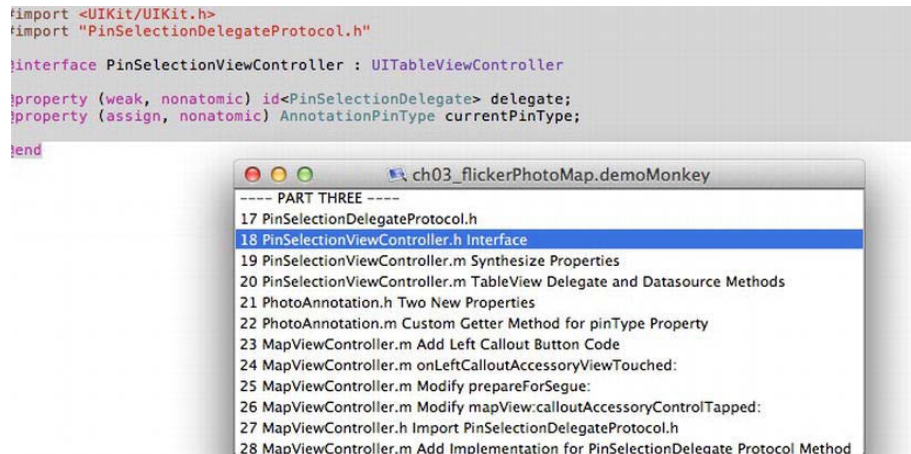 #import <UIKit/UIKit.h>
#import "PinSelectionDelegateProtocol.h"
@interface PinSelectionViewController : UITableViewController
@property (weak, nonatomic) id<PinSelectionDelegate> delegate;
@property (assign, nonatomic) AnnotationPinType currentPinType;
@end
ch03_flickerPhotoMap.demoMonkey
---- PART THREE ----
17 PinSelectionDelegateProtocol.h
18 PinSelectionViewController.h Interface
19 PinSelectionViewController.m Synthesize Properties
20 PinSelectionViewController.m TableView Delegate and Datasource Methods
21 PhotoAnnotation.h Two New Properties
22 PhotoAnnotation.m Custom Getter Method for pinType Property
23 MapViewController.m Add Left Callout Button Code
24 MapViewController.m onLeftCalloutAccessoryViewTouched:
25 MapViewController.m Modify prepareForSegue:
26 MapViewController.m Modify mapView:calloutAccessoryControlTapped:
27 MapViewController.h Import PinSelectionDelegateProtocol.h
28 MapViewController.m Add Implementation for PinSelectionDelegate Protocol Method